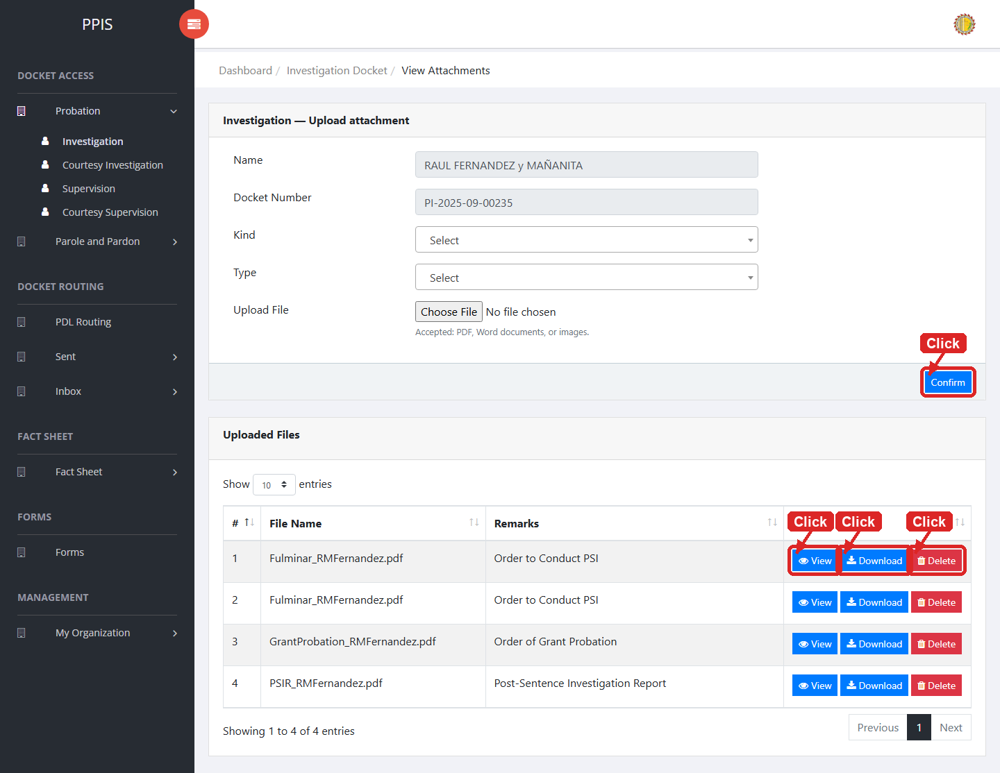 PPIS
DOCKET ACCESS
Probation
Investigation
Courtesy Investigation
Supervision
Courtesy Supervision
Parole and Pardon
DOCKET ROUTING
PDL Routing
Sent
Inbox
FACT SHEET
Fact Sheet
FORMS
Forms
MANAGEMENT
My Organization
Dashboard / Investigation Docket / View Attachments
Investigation — Upload attachment
Name RAUL FERNANDEZ y MAÑANITA
Docket Number PI-2025-09-00235
Kind Select
Type Select
Upload File Choose File No file chosen
Accepted: PDF, Word documents, or images.
Click
Confirm
Uploaded Files
Show 10 entries
# File Name Remarks Click Click Click
1 Fulminar_RMFernandez.pdf Order to Conduct PSI View Download Delete
2 Fulminar_RMFernandez.pdf Order to Conduct PSI View Download Delete
3 GrantProbation_RMFernandez.pdf Order of Grant Probation View Download Delete
4 PSIR_RMFernandez.pdf Post-Sentence Investigation Report View Download Delete
Showing 1 to 4 of 4 entries Previous 1 Next